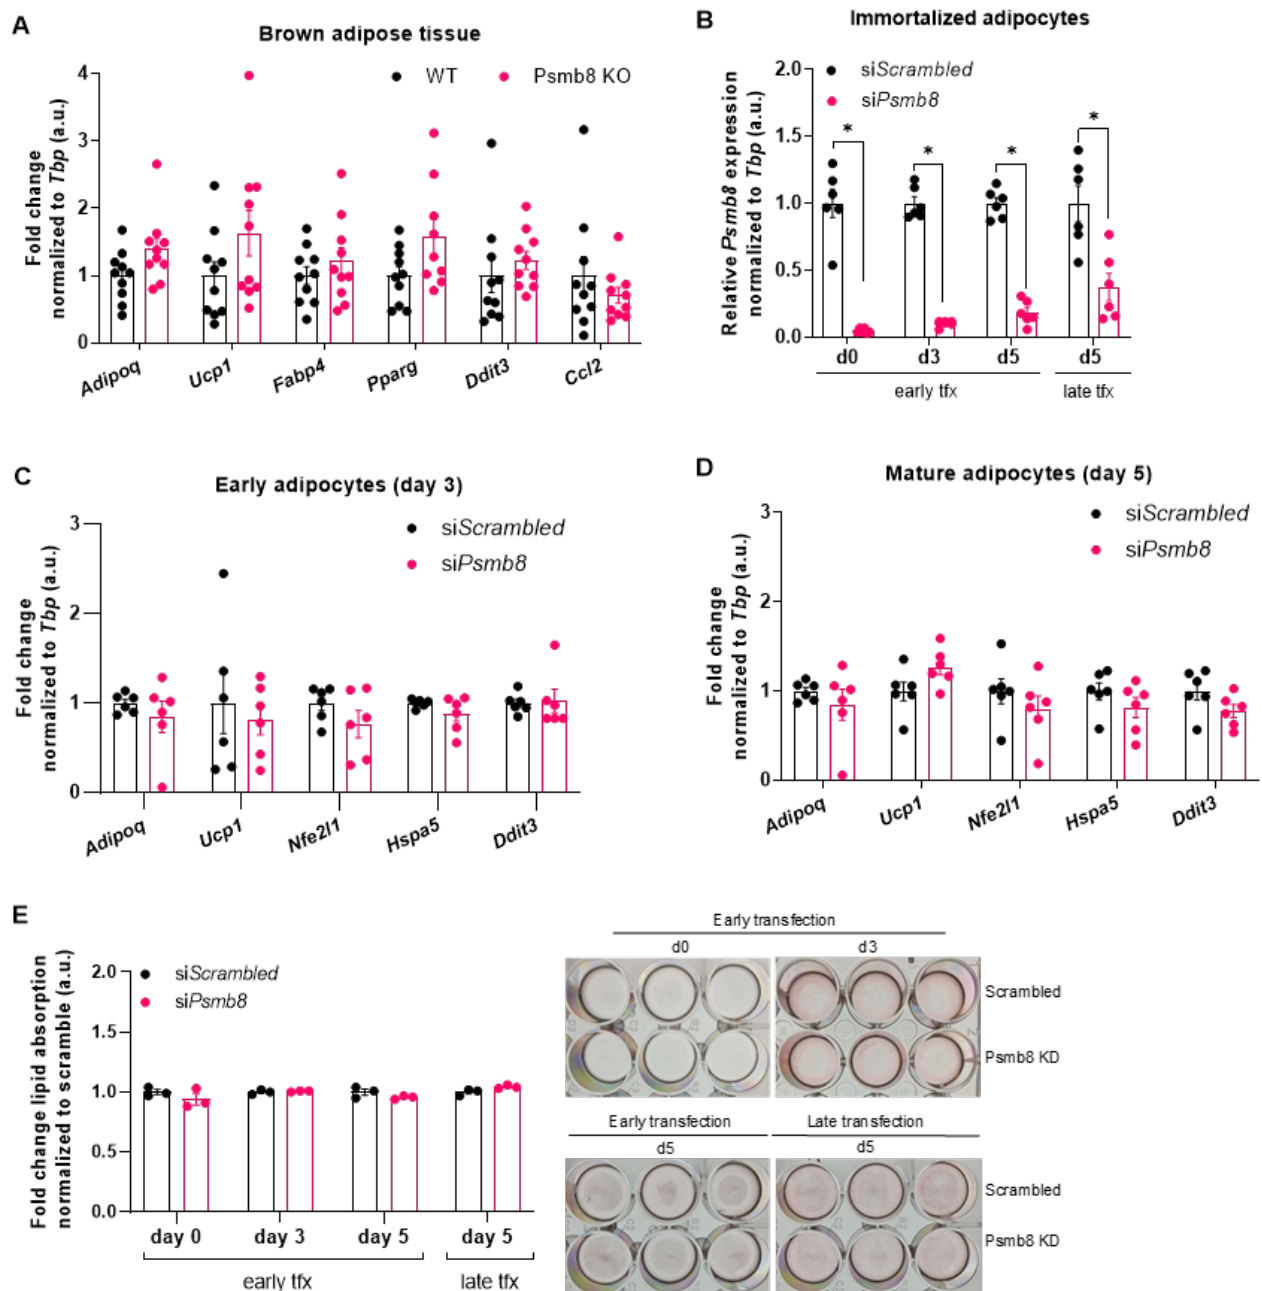 A
Brown adipose tissue
WT
Psmb8 KO
Fold change
normalized to Tbp (a.u.)
4
3
2
1
0
Adipoq
Ucp1
Fabp4
Pparg
Ddit3
Ccl2
B
Immortalized adipocytes
siScrambled
siPsmb8
Relative Psmb8 expression
normalized to Tbp (a.u.)
2.0
1.5
1.0
0.5
0.0
* * * *
d0 d3 d5 d5
early tfx late tfx
C
Early adipocytes (day 3)
siScrambled
siPsmb8
Fold change
normalized to Tbp (a.u.)
3
2
1
0
Adipoq
Ucp1
Nfe2l1
Hspa5
Ddit3
D
Mature adipocytes (day 5)
siScrambled
siPsmb8
Fold change
normalized to Tbp (a.u.)
3
2
1
0
Adipoq
Ucp1
Nfe2l1
Hspa5
Ddit3
E
siScrambled
siPsmb8
Fold change lipid absorption
normalized to scramble (a.u.)
2.0
1.5
1.0
0.5
0.0
day 0 day 3 day 5 day 5
early tfx late tfx
Early transfection
d0 d3
Scrambled
Psmb8 KD
Early transfection Late transfection
d5 d5
Scrambled
Psmb8 KD